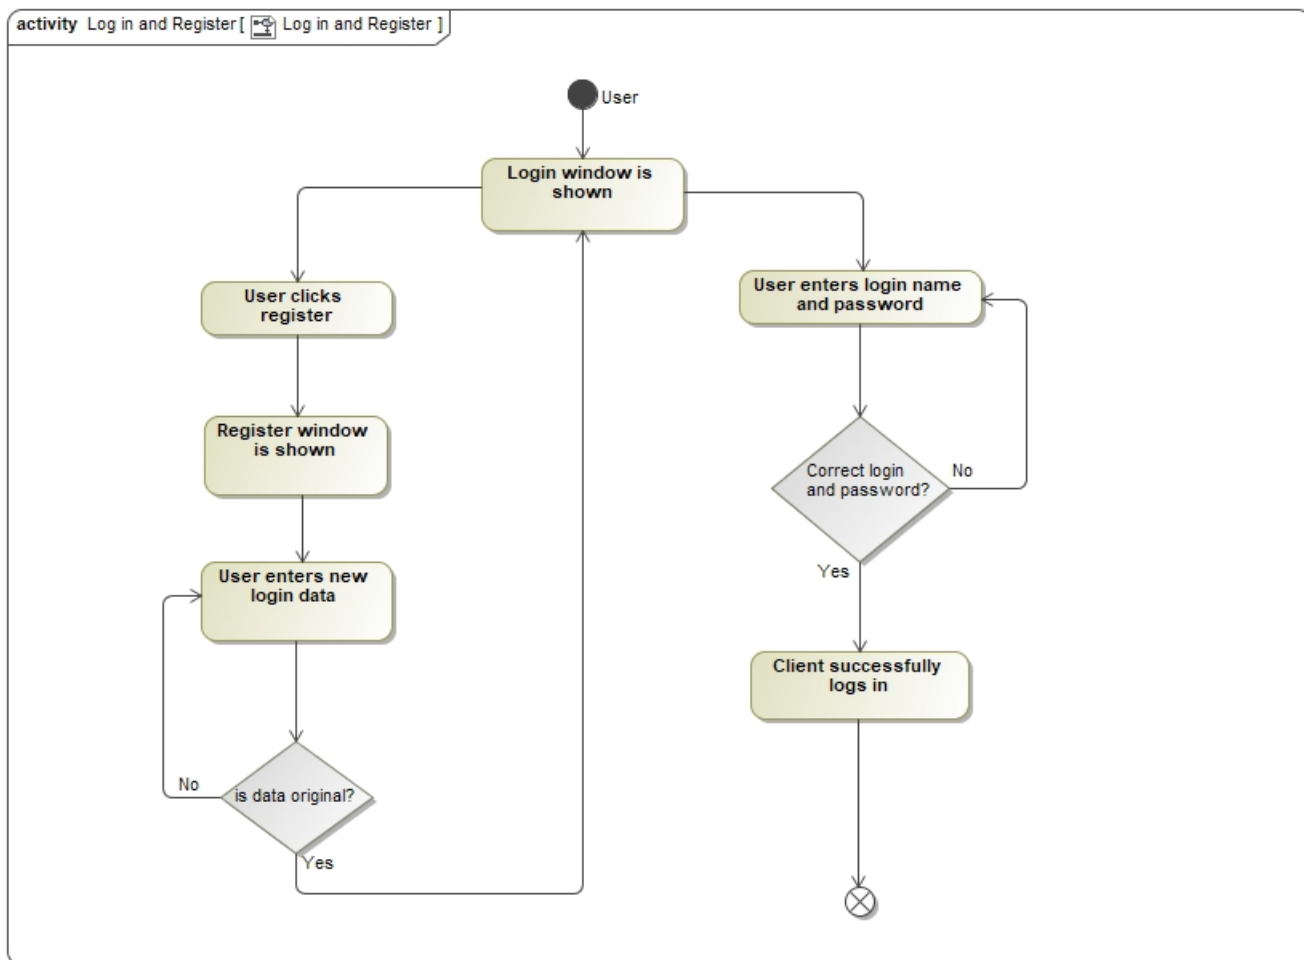 activity Log in and Register [ Log in and Register ]
User
Login window is
shown
User clicks
register
User enters login name
and password
Register window
is shown
Correct login
and password?
No
Yes
User enters new
login data
Client successfully
logs in
No
is data original?
Yes